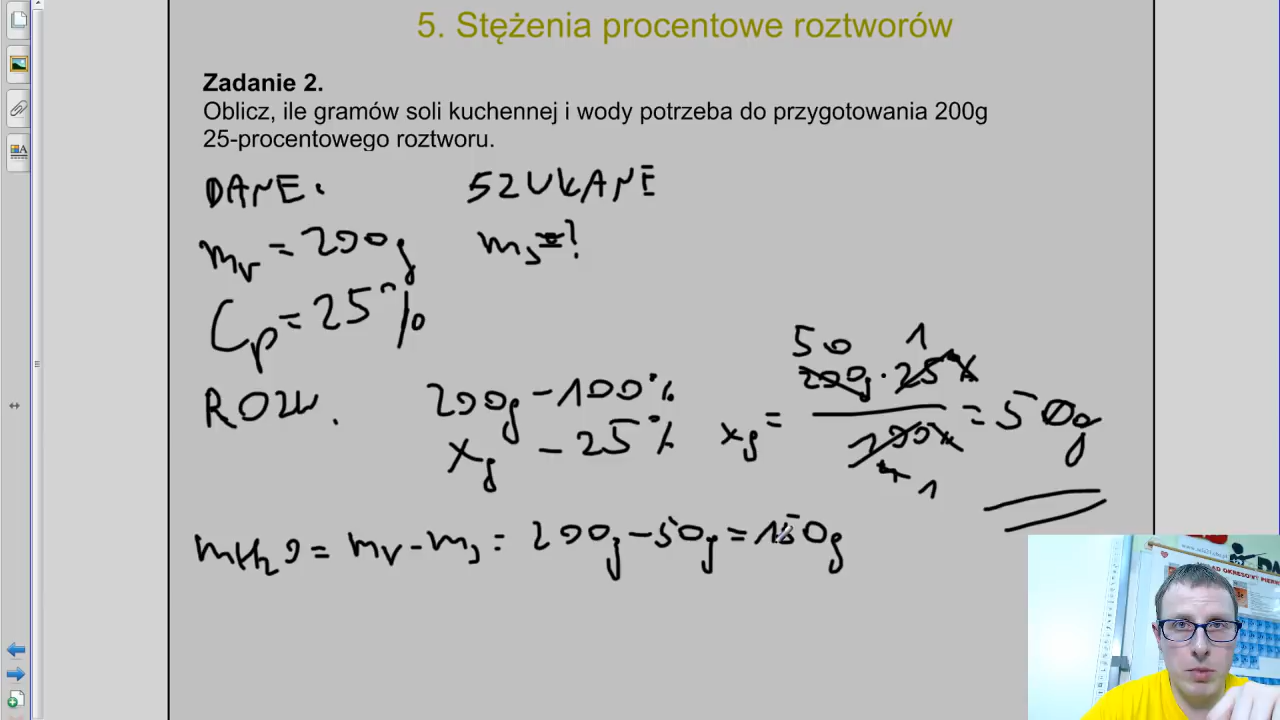 5. Stężenia procentowe roztworów
Zadanie 2.
Oblicz, ile gramów soli kuchennej i wody potrzeba do przygotowania 200g
25-procentowego roztworu.
DANE: SZUKANE
mr = 200g ms = ?
Cp = 25%
ROZW. 200g - 100%
xg - 25%
50 1
xg = 200g · 25% = 50g
100%
1
mH2O = mr - ms = 200g - 50g = 150g